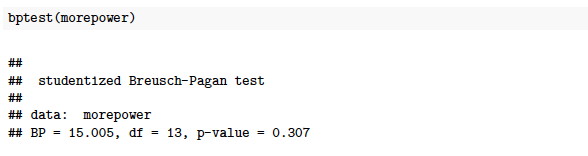 bptest(morepower)
##
##  studentized Breusch-Pagan test
##
## data:  morepower
## BP = 15.005, df = 13, p-value = 0.307